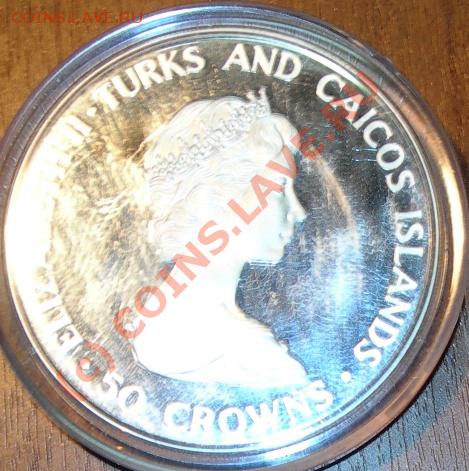 COINS.LAVE.RU
· TURKS AND CAICOS ISLANDS ·
50 CROWNS
© COINS.LAVE.RU